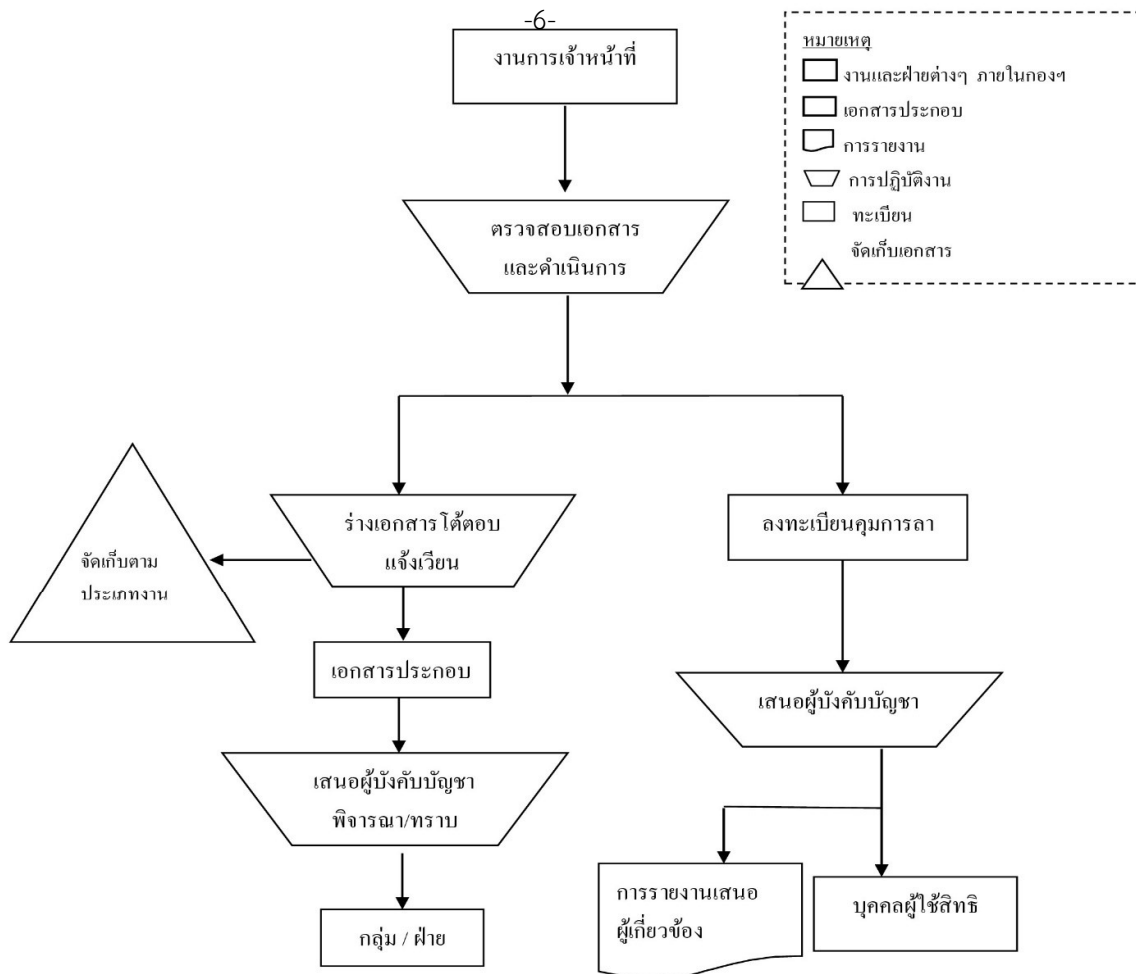 -6-
งานการเจ้าหน้าที่
หมายเหตุ
งานและฝ่ายต่างๆ ภายในกองฯ
เอกสารประกอบ
การรายงาน
การปฏิบัติงาน
ทะเบียน
จัดเก็บเอกสาร
ตรวจสอบเอกสาร
และดำเนินการ
ร่างเอกสารโต้ตอบ
แจ้งเวียน
ลงทะเบียนคุมการลา
จัดเก็บตาม
ประเภทงาน
เอกสารประกอบ
เสนอผู้บังคับบัญชา
เสนอผู้บังคับบัญชา
พิจารณา/ทราบ
กลุ่ม / ฝ่าย
การรายงานเสนอ
ผู้เกี่ยวข้อง
บุคคลผู้ใช้สิทธิ